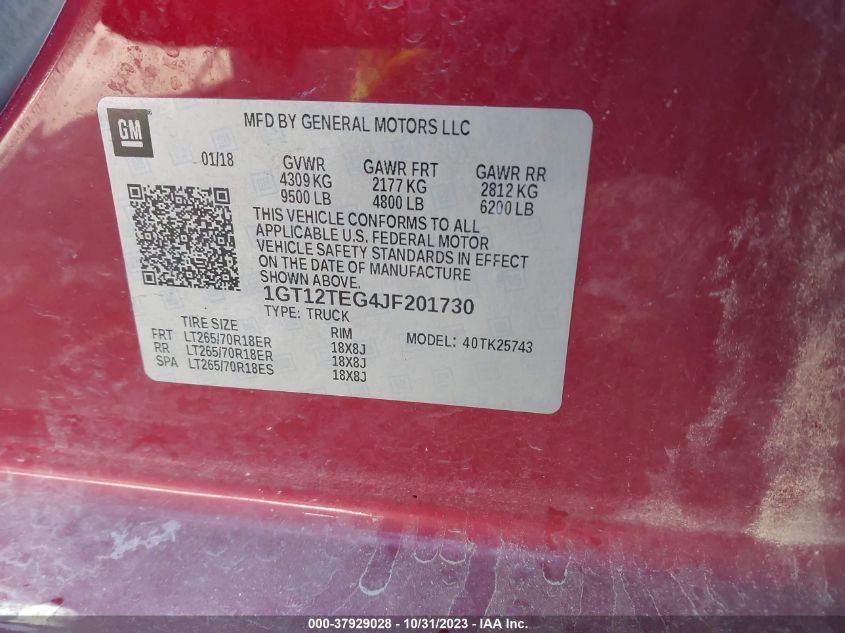 GM
MFD BY GENERAL MOTORS LLC
01/18 GVWR GAWR FRT GAWR RR
4309 KG 2177 KG 2812 KG
9500 LB 4800 LB 6200 LB
THIS VEHICLE CONFORMS TO ALL
APPLICABLE U.S. FEDERAL MOTOR
VEHICLE SAFETY STANDARDS IN EFFECT
ON THE DATE OF MANUFACTURE
SHOWN ABOVE.
1GT12TEG4JF201730
TYPE: TRUCK
TIRE SIZE RIM MODEL: 40TK25743
FRT LT265/70R18ER 18X8J
RR LT265/70R18ER 18X8J
SPA LT265/70R18ES 18X8J
000-37929028 - 10/31/2023 - IAA Inc.